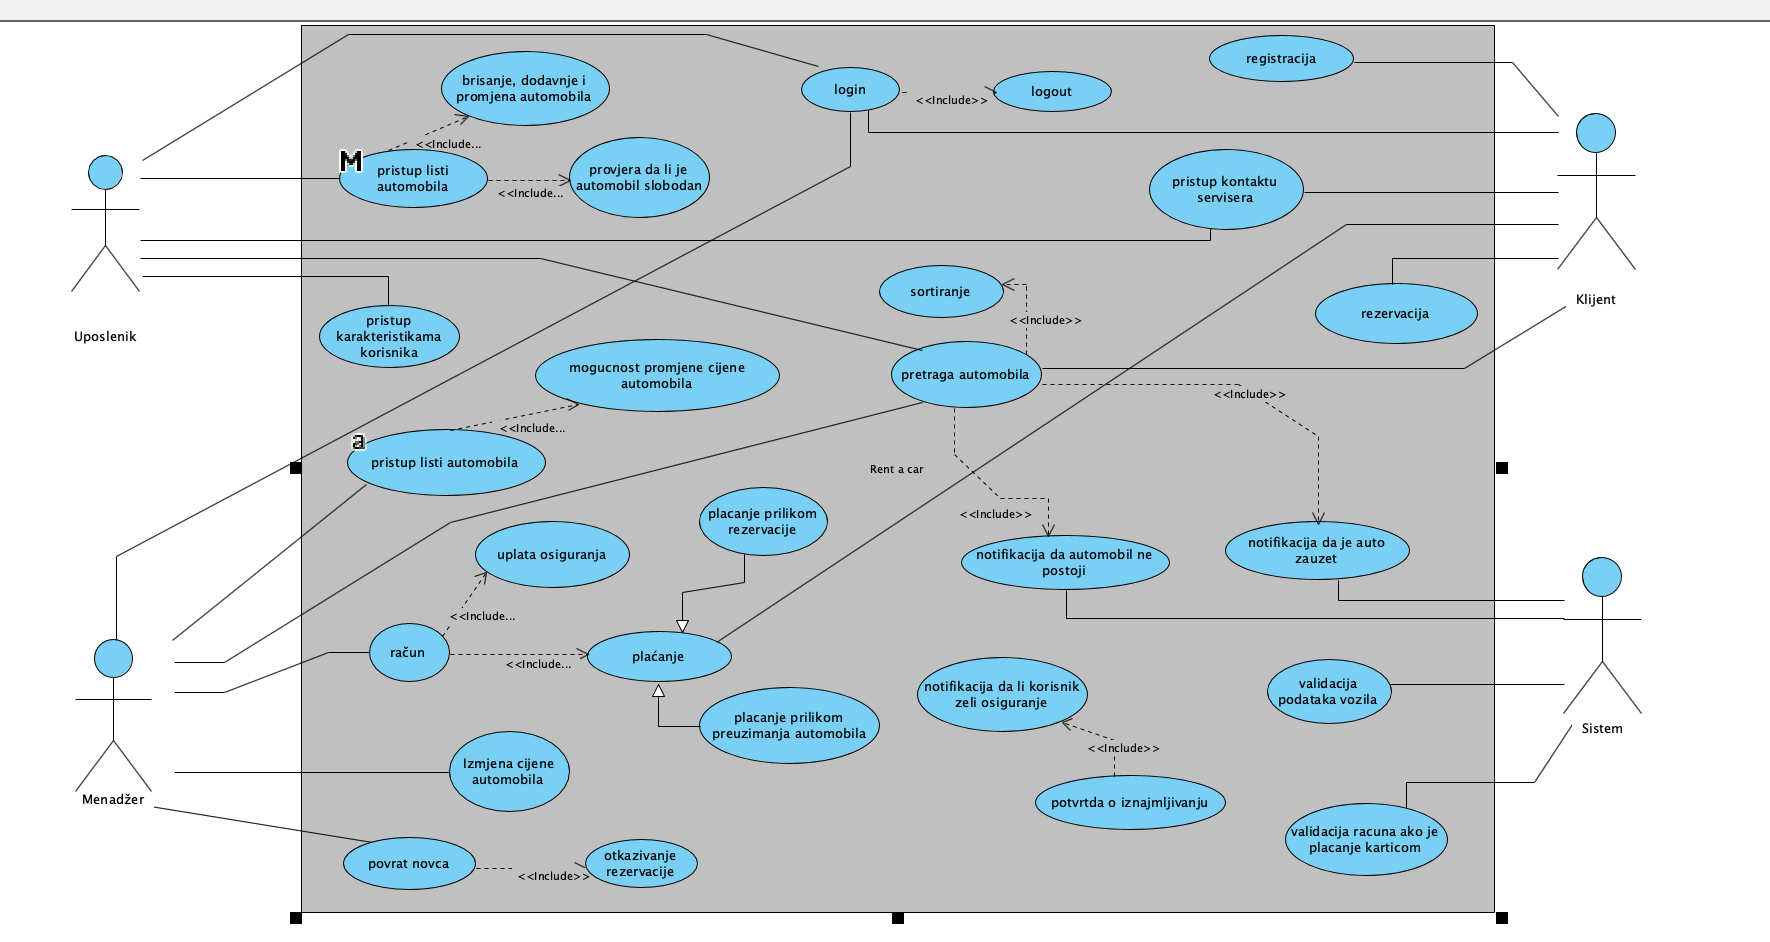 registracija
brisanje, dodavnje i
promjena automobila
login
<<Include>>
logout
<<Include...
M
pristup listi
automobila
<<Include...
provjera da li je
automobil slobodan
pristup kontaktu
servisera
sortiranje
<<Include>>
Klijent
rezervacija
Uposlenik
pristup
karakteristikama
korisnika
mogucnost promjene cijene
automobila
pretraga automobila
<<Include>>
<<Include...
a
pristup listi automobila
Rent a car
placanje prilikom
rezervacije
<<Include>>
uplata osiguranja
notifikacija da automobil ne
postoji
notifikacija da je auto
zauzet
<<Include...
račun
<<Include...
plaćanje
notifikacija da li korisnik
zeli osiguranje
validacija
podataka vozila
placanje prilikom
preuzimanja automobila
Sistem
<<Include>>
Izmjena cijene
automobila
Menadžer
potvrtda o iznajmljivanju
validacija racuna ako je
placanje karticom
povrat novca
<<Include>>
otkazivanje
rezervacije